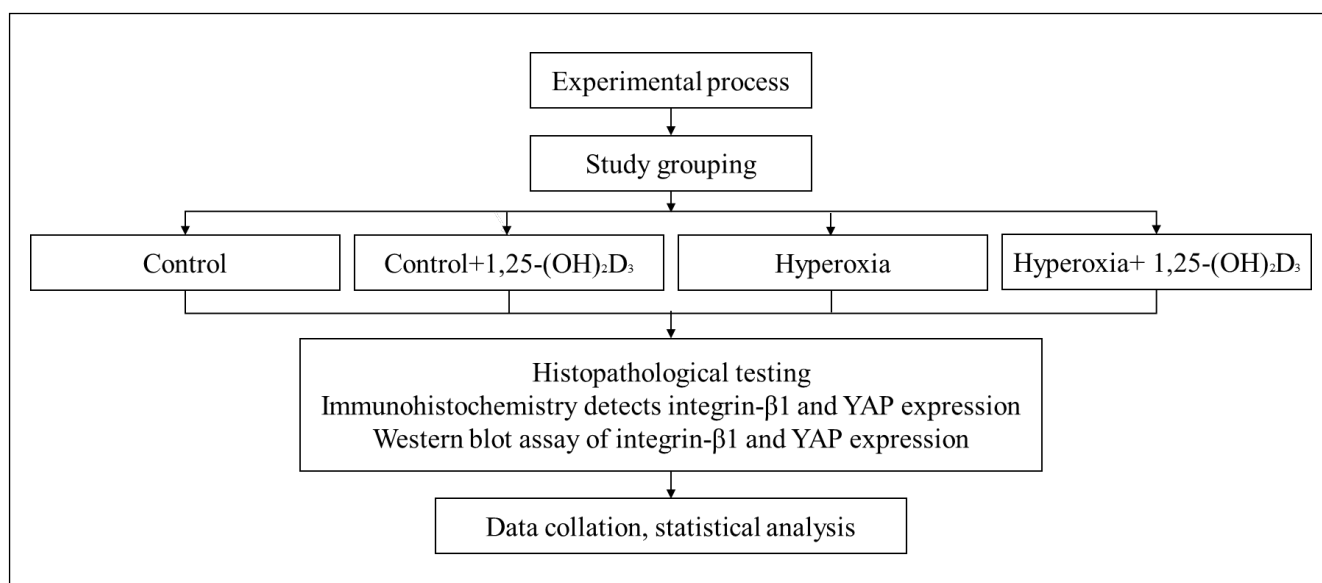 Experimental process
Study grouping
Control
Control+1,25-(OH)₂D₃
Hyperoxia
Hyperoxia+ 1,25-(OH)₂D₃
Histopathological testing
Immunohistochemistry detects integrin-β1 and YAP expression
Western blot assay of integrin-β1 and YAP expression
Data collation, statistical analysis